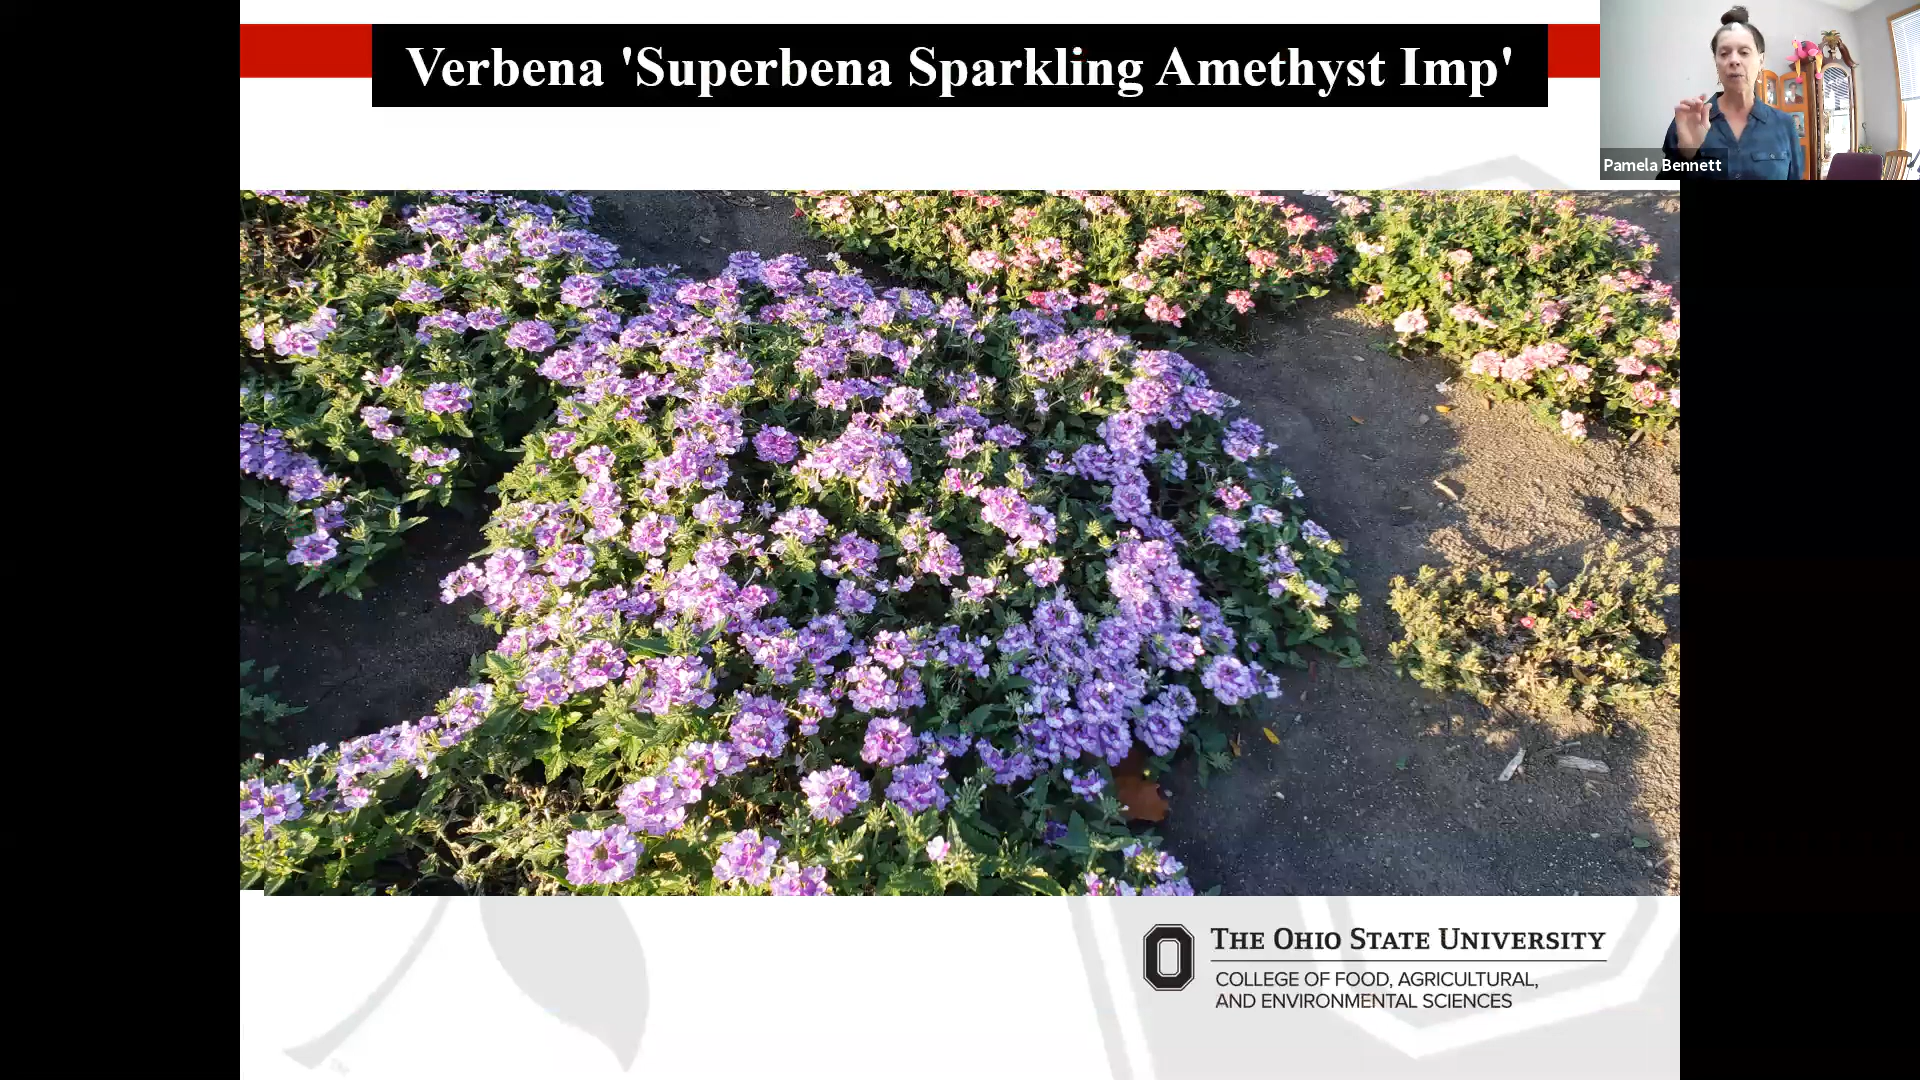 Verbena 'Superbena Sparkling Amethyst Imp'
Pamela Bennett
THE OHIO STATE UNIVERSITY
COLLEGE OF FOOD, AGRICULTURAL,
AND ENVIRONMENTAL SCIENCES